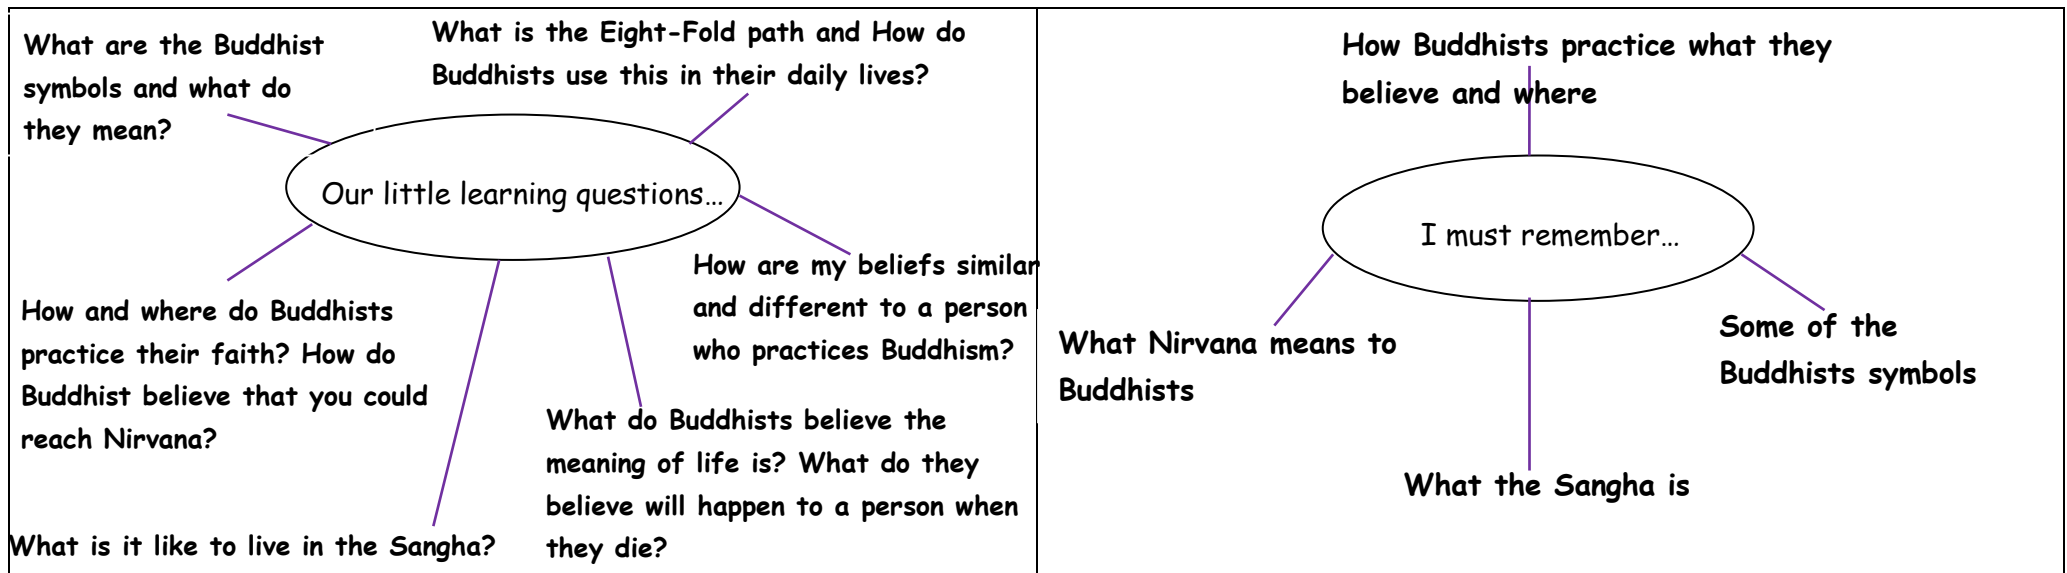 What are the Buddhist
symbols and what do
they mean?
What is the Eight-Fold path and How do
Buddhists use this in their daily lives?
Our little learning questions…
How are my beliefs similar
and different to a person
who practices Buddhism?
How and where do Buddhists
practice their faith? How do
Buddhist believe that you could
reach Nirvana?
What do Buddhists believe the
meaning of life is? What do they
believe will happen to a person when
they die?
What is it like to live in the Sangha?
How Buddhists practice what they
believe and where
I must remember…
What Nirvana means to
Buddhists
Some of the
Buddhists symbols
What the Sangha is